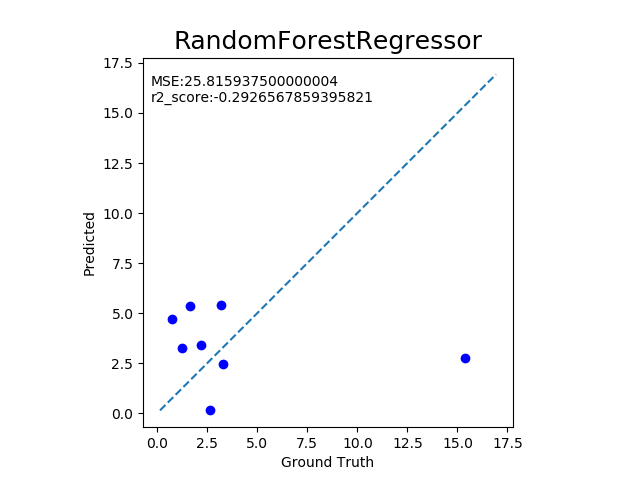 RandomForestRegressor
17.5
MSE:25.815937500000004
r2_score:-0.2926567859395821
15.0
12.5
10.0
Predicted
7.5
5.0
2.5
0.0
0.0 2.5 5.0 7.5 10.0 12.5 15.0 17.5
Ground Truth